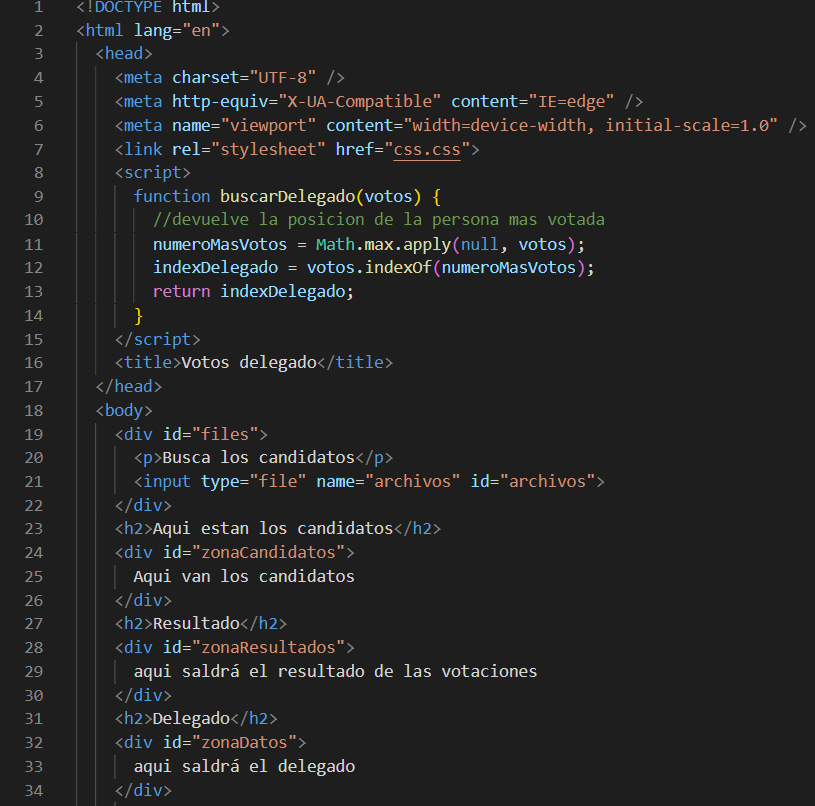 1 <!DOCTYPE html>
2 <html lang="en">
3 <head>
4 <meta charset="UTF-8" />
5 <meta http-equiv="X-UA-Compatible" content="IE=edge" />
6 <meta name="viewport" content="width=device-width, initial-scale=1.0" />
7 <link rel="stylesheet" href="css.css">
8 <script>
9 function buscarDelegado(votos) {
10 //devuelve la posicion de la persona mas votada
11 numeroMasVotos = Math.max.apply(null, votos);
12 indexDelegado = votos.indexOf(numeroMasVotos);
13 return indexDelegado;
14 }
15 </script>
16 <title>Votos delegado</title>
17 </head>
18 <body>
19 <div id="files">
20 <p>Busca los candidatos</p>
21 <input type="file" name="archivos" id="archivos">
22 </div>
23 <h2>Aqui estan los candidatos</h2>
24 <div id="zonaCandidatos">
25 Aqui van los candidatos
26 </div>
27 <h2>Resultado</h2>
28 <div id="zonaResultados">
29 aqui saldrá el resultado de las votaciones
30 </div>
31 <h2>Delegado</h2>
32 <div id="zonaDatos">
33 aqui saldrá el delegado
34 </div>